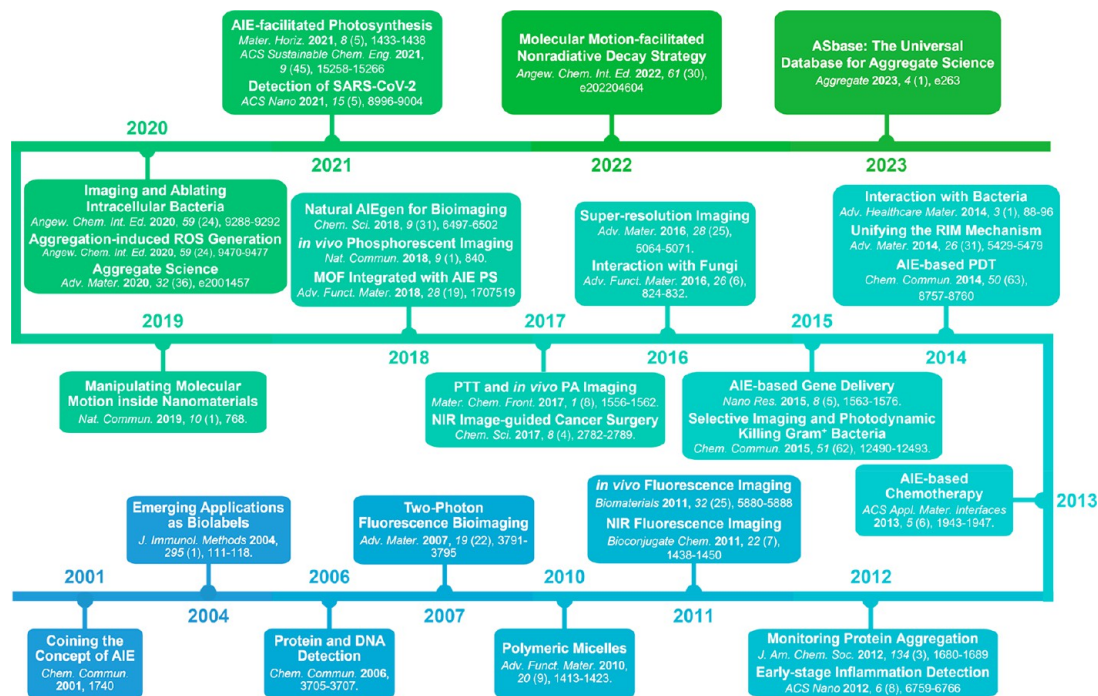 AIE-facilitated Photosynthesis
Mater. Horiz. 2021, 8 (5), 1433-1438
ACS Sustainable Chem. Eng. 2021,
9 (45), 15258-15266
Detection of SARS-CoV-2
ACS Nano 2021, 15 (5), 8996-9004
Molecular Motion-facilitated
Nonradiative Decay Strategy
Angew. Chem. Int. Ed. 2022, 61 (30),
e202204604
ASbase: The Universal
Database for Aggregate Science
Aggregate 2023, 4 (1), e263
2020
2021
2022
2023
Imaging and Ablating
Intracellular Bacteria
Angew. Chem. Int. Ed. 2020, 59 (24), 9288-9292
Aggregation-induced ROS Generation
Angew. Chem. Int. Ed. 2020, 59 (24), 9470-9477
Aggregate Science
Adv. Mater. 2020, 32 (36), e2001457
Natural AIEgen for Bioimaging
Chem. Sci. 2018, 9 (31), 6497-6502
in vivo Phosphorescent Imaging
Nat. Commun. 2018, 9 (1), 840.
MOF Integrated with AIE PS
Adv. Funct. Mater. 2018, 28 (19), 1707519
Super-resolution Imaging
Adv. Mater. 2016, 28 (25),
5064-5071.
Interaction with Fungi
Adv. Funct. Mater. 2016, 26 (6),
824-832.
Interaction with Bacteria
Adv. Healthcare Mater. 2014, 3 (1), 88-96
Unifying the RIM Mechanism
Adv. Mater. 2014, 26 (31), 5429-5479
AIE-based PDT
Chem. Commun. 2014, 50 (63),
8757-8760
2019
2018
2017
2016
2015
2014
Manipulating Molecular
Motion inside Nanomaterials
Nat. Commun. 2019, 10 (1), 768.
PTT and in vivo PA Imaging
Mater. Chem. Front. 2017, 1 (8), 1556-1562.
NIR Image-guided Cancer Surgery
Chem. Sci. 2017, 8 (4), 2782-2789.
AIE-based Gene Delivery
Nano Res. 2015, 8 (5), 1563-1576.
Selective Imaging and Photodynamic
Killing Gram⁺ Bacteria
Chem. Commun. 2015, 51 (62), 12490-12493.
AIE-based
Chemotherapy
ACS Appl. Mater. Interfaces
2013, 5 (6), 1943-1947.
2013
Emerging Applications
as Biolabels
J. Immunol. Methods 2004,
295 (1), 111-118.
Two-Photon
Fluorescence Bioimaging
Adv. Mater. 2007, 19 (22), 3791-
3795
in vivo Fluorescence Imaging
Biomaterials 2011, 32 (25), 5880-5888
NIR Fluorescence Imaging
Bioconjugate Chem. 2011, 22 (7),
1438-1450
2001
2004
2006
2007
2010
2011
2012
Coining the
Concept of AIE
Chem. Commun.
2001, 1740
Protein and DNA
Detection
Chem. Commun. 2006,
3705-3707.
Polymeric Micelles
Adv. Funct. Mater. 2010,
20 (9), 1413-1423.
Monitoring Protein Aggregation
J. Am. Chem. Soc. 2012, 134 (3), 1680-1689
Early-stage Inflammation Detection
ACS Nano 2012, 6 (8), 6759-6766